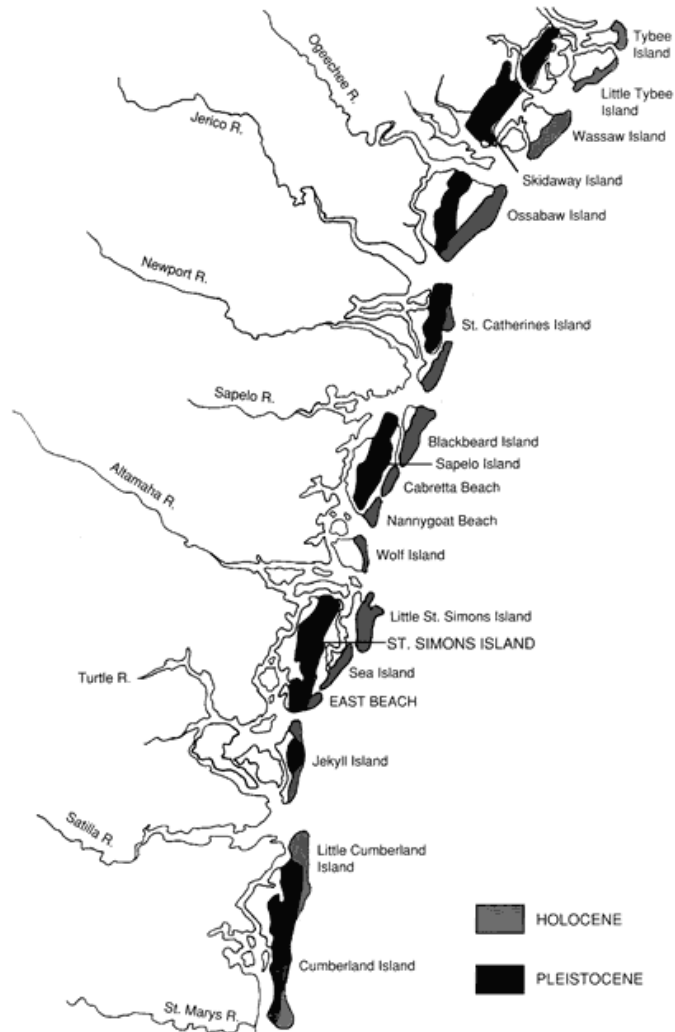 Tybee
Island
Ogeechee R.
Little Tybee
Island
Jerico R.
Wassaw Island
Skidaway Island
Ossabaw Island
Newport R.
St. Catherines Island
Sapelo R.
Blackbeard Island
Sapelo Island
Cabretta Beach
Altamaha R.
Nannygoat Beach
Wolf Island
Little St. Simons Island
ST. SIMONS ISLAND
Sea Island
Turtle R.
EAST BEACH
Jekyll Island
Satilla R.
Little Cumberland
Island
HOLOCENE
Cumberland Island
PLEISTOCENE
St. Marys R.